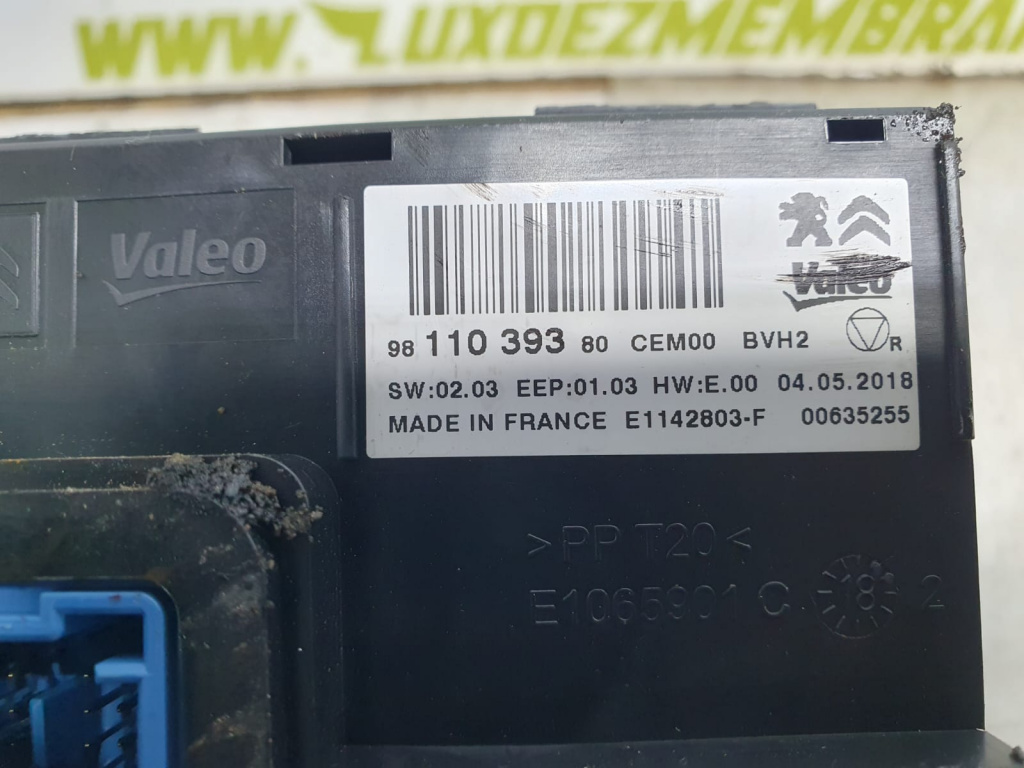 WWW. LUXDEZMEMBRAR
Valeo
Valeo
98 110 393 80 CEM00 BVH2 R
SW:02.03 EEP:01.03 HW:E.00 04.05.2018
MADE IN FRANCE E1142803-F 00635255
>PP T20<
E1065901 C 18 2